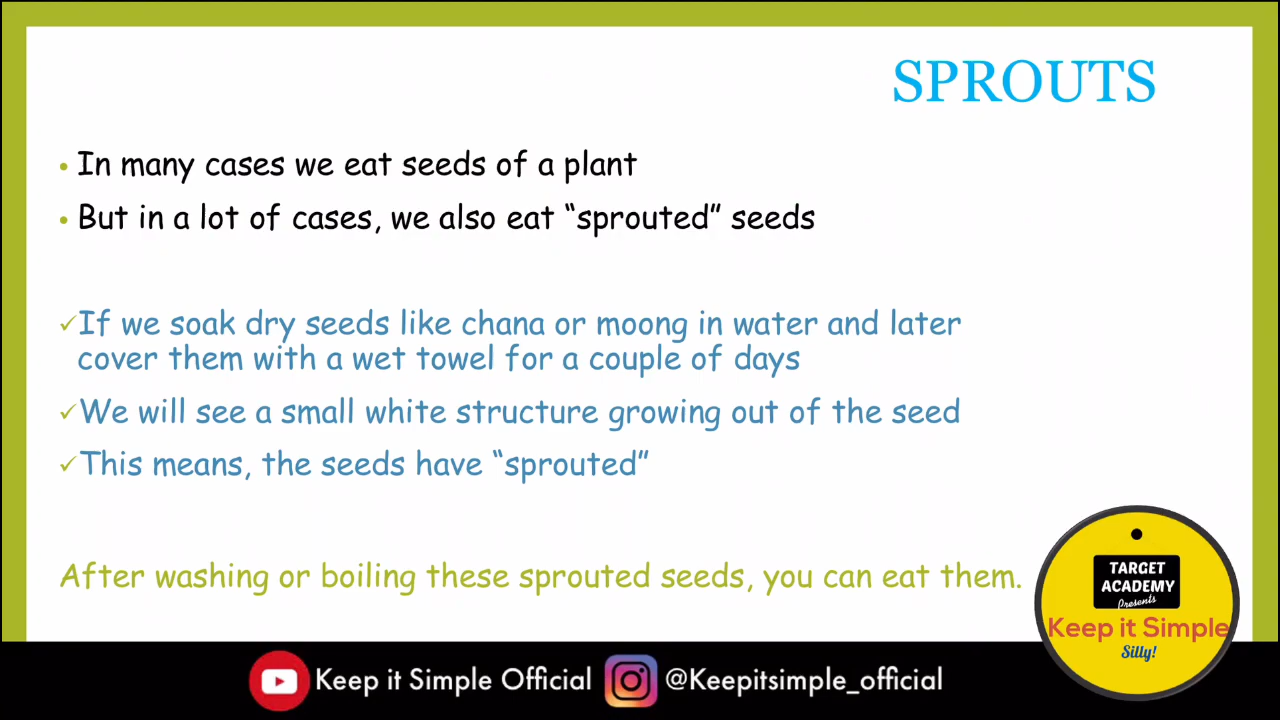 SPROUTS
• In many cases we eat seeds of a plant
• But in a lot of cases, we also eat “sprouted” seeds
✓If we soak dry seeds like chana or moong in water and later
cover them with a wet towel for a couple of days
✓We will see a small white structure growing out of the seed
✓This means, the seeds have “sprouted”
After washing or boiling these sprouted seeds, you can eat them.
TARGET
ACADEMY
Presents
Keep it Simple
Silly!
Keep it Simple Official @Keepitsimple_official